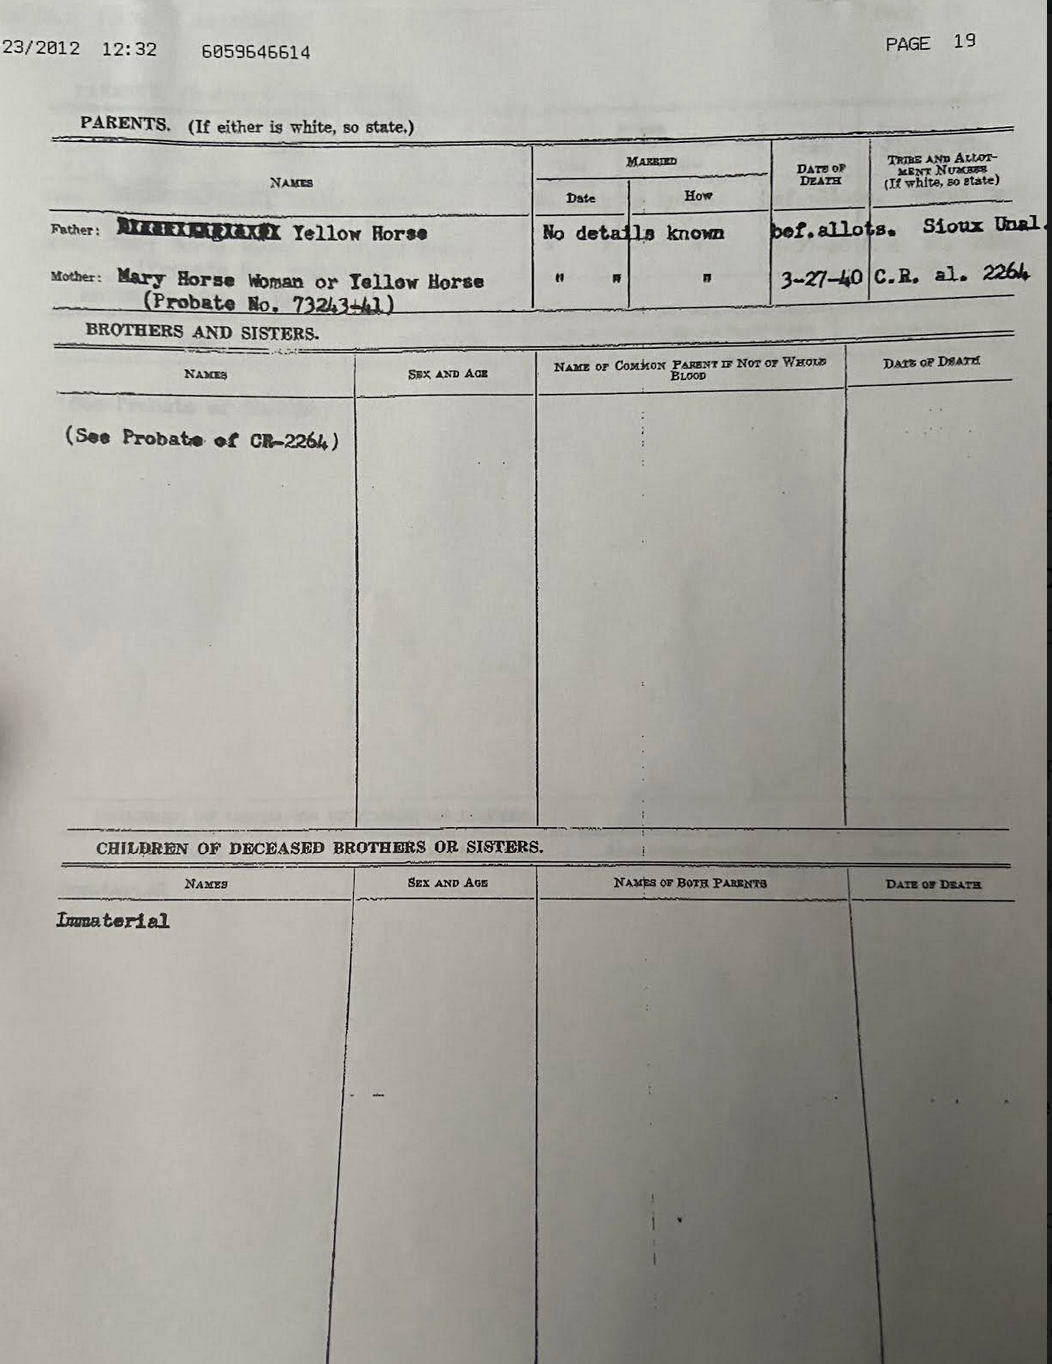 23/2012 12:32 6059646614 PAGE 19
PARENTS. (If either is white, so state.)
NAMES
MARRIED
Date
How
DATE OF
DEATH
TRIBE AND ALLOT-
MENT NUMBER
(If white, so state)
Father: Yellow Horse No details known bef.allots. Sioux Unal.
Mother: Mary Horse Woman or Yellow Horse " " " 3-27-40 C.R. al. 2264
(Probate No. 73243-41)
BROTHERS AND SISTERS.
NAMES
SEX AND AGE
NAME OF COMMON PARENT IF NOT OF WHOLE
BLOOD
DATE OF DEATH
(See Probate of CR-2264)
CHILDREN OF DECEASED BROTHERS OR SISTERS.
NAMES SEX AND AGE NAMES OF BOTH PARENTS DATE OF DEATH
Immaterial